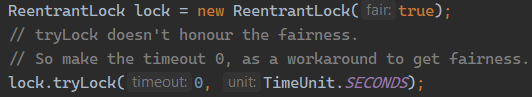 ReentrantLock lock = new ReentrantLock( fair: true);
// tryLock doesn't honour the fairness.
// So make the timeout 0, as a workaround to get fairness.
lock.tryLock( timeout: 0, unit: TimeUnit.SECONDS);